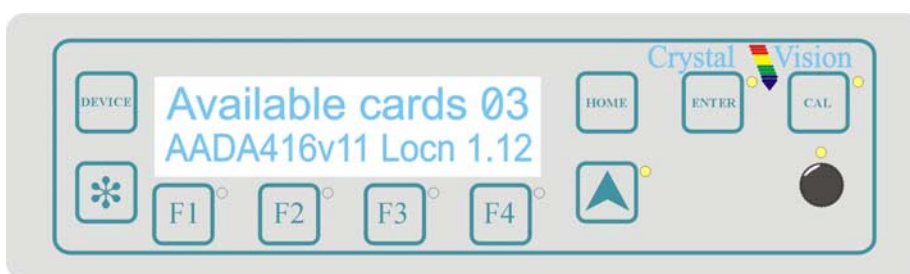 Crystal Vision
DEVICE
Available cards 03
AADA416v11 Locn 1.12
HOME
ENTER
CAL
F1
F2
F3
F4